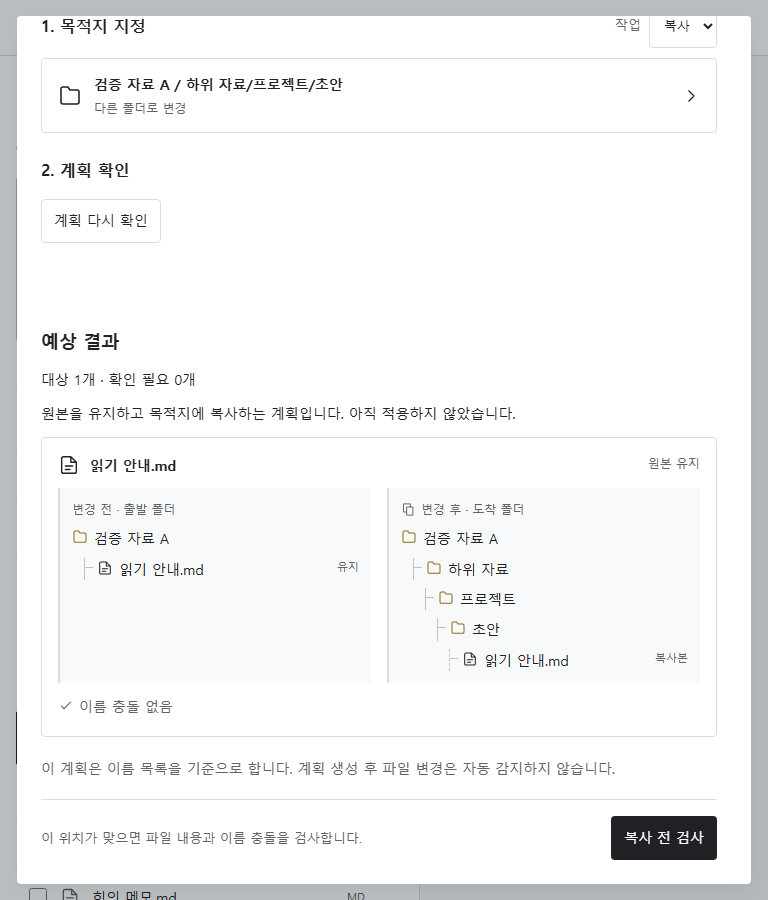 1. 목적지 지정
작업
복사
검증 자료 A / 하위 자료/프로젝트/초안
다른 폴더로 변경
2. 계획 확인
계획 다시 확인
예상 결과
대상 1개 · 확인 필요 0개
원본을 유지하고 목적지에 복사하는 계획입니다. 아직 적용하지 않았습니다.
읽기 안내.md
원본 유지
변경 전 · 출발 폴더
검증 자료 A
읽기 안내.md
유지
변경 후 · 도착 폴더
검증 자료 A
하위 자료
프로젝트
초안
읽기 안내.md
복사본
이름 충돌 없음
이 계획은 이름 목록을 기준으로 합니다. 계획 생성 후 파일 변경은 자동 감지하지 않습니다.
이 위치가 맞으면 파일 내용과 이름 충돌을 검사합니다.
복사 전 검사
회의 메모.md
MD